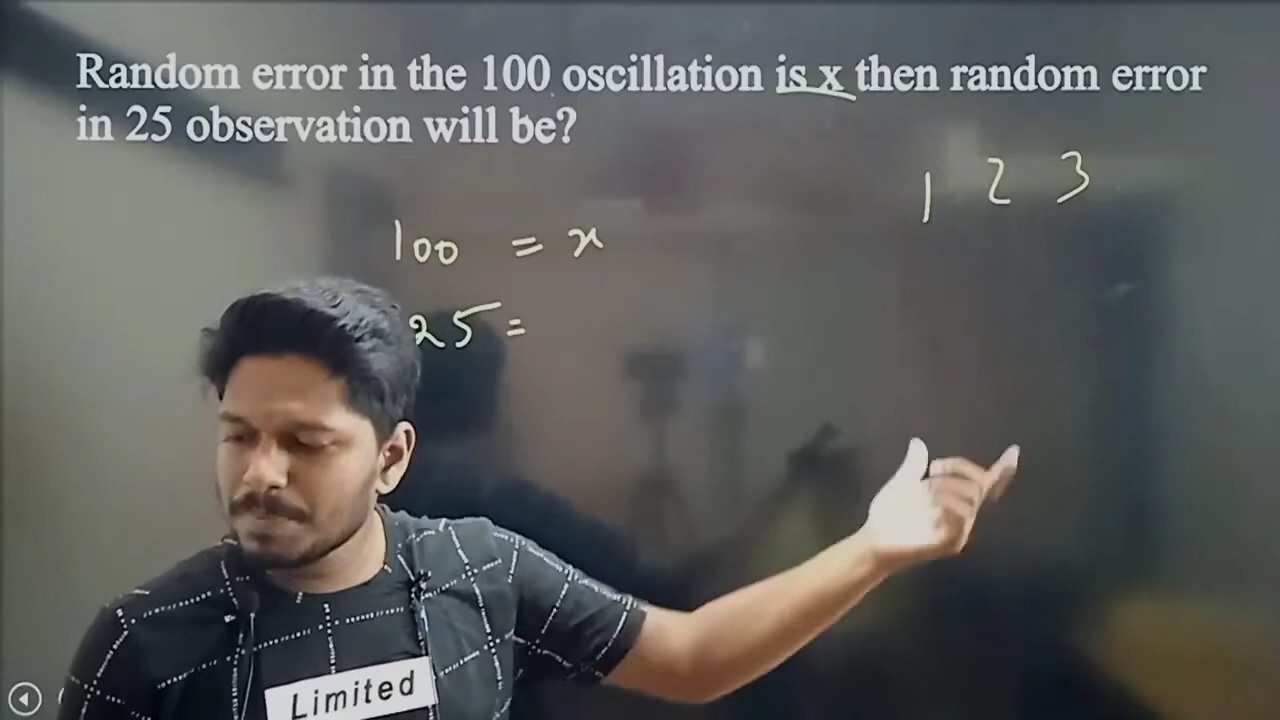 Random error in the 100 oscillation is x then random error
in 25 observation will be?
1 2 3
100 = x
25 =
Limited